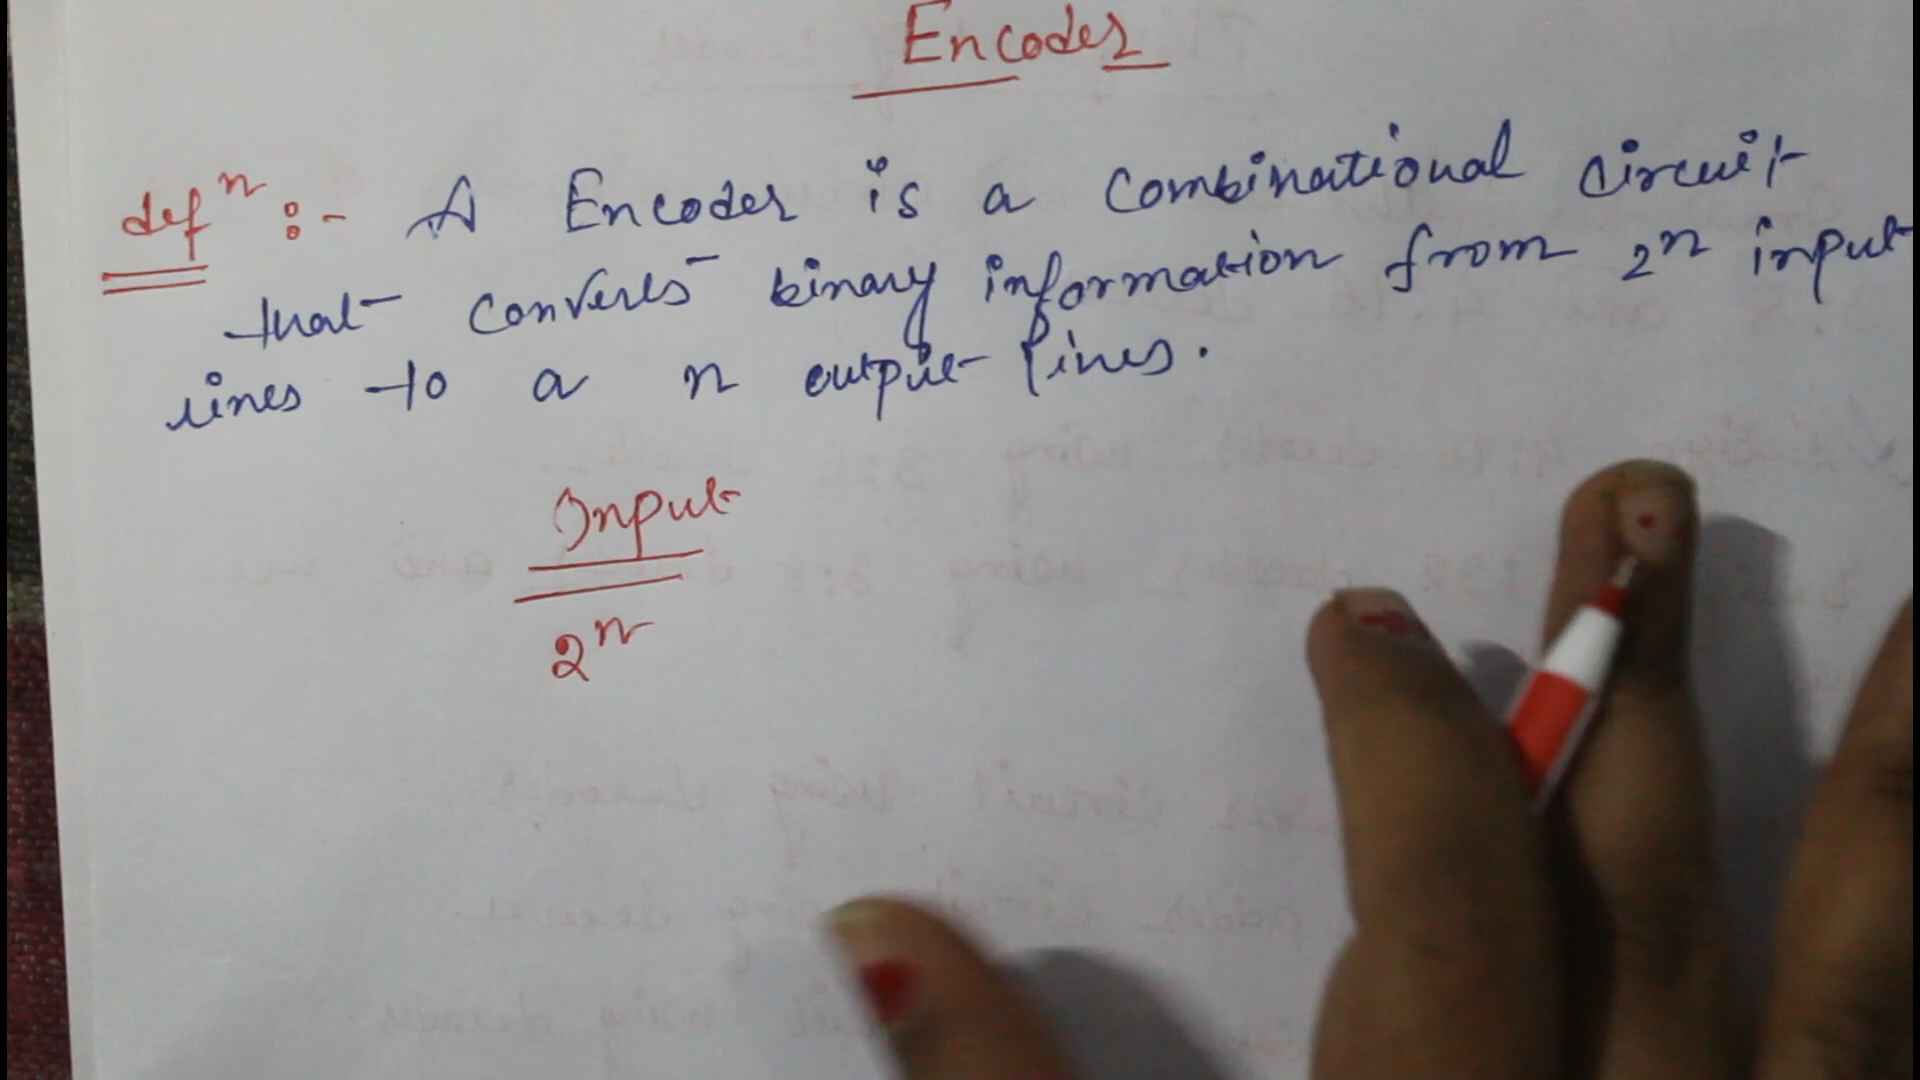 Encoder
defn :- A Encoder is a combinational circuit
that converts binary information from 2n input
lines to a n output lines.
Input
2n